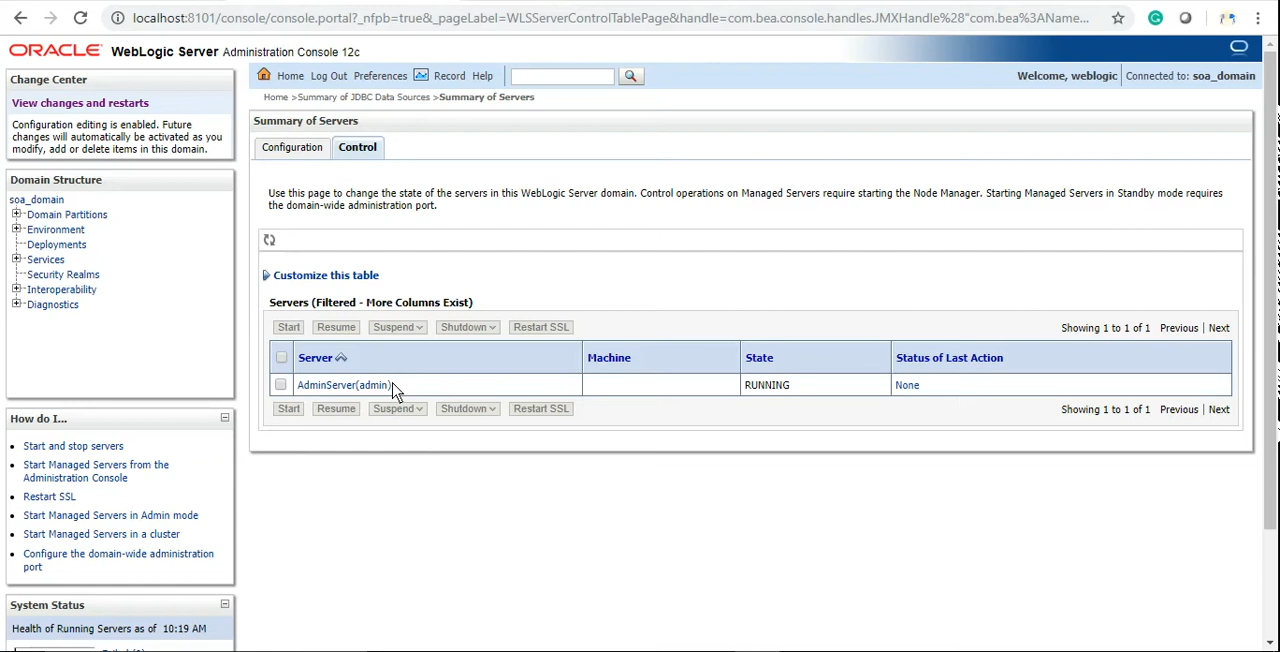 localhost:8101/console/console.portal?_nfpb=true&_pageLabel=WLSServerControlTablePage&handle=com.bea.console.handles.JMXHandle%28"com.bea%3AName...
ORACLE WebLogic Server Administration Console 12c
Change Center
View changes and restarts
Configuration editing is enabled. Future
changes will automatically be activated as you
modify, add or delete items in this domain.
Domain Structure
soa_domain
Domain Partitions
Environment
Deployments
Services
Security Realms
Interoperability
Diagnostics
How do I...
Start and stop servers
Start Managed Servers from the
Administration Console
Restart SSL
Start Managed Servers in Admin mode
Start Managed Servers in a cluster
Configure the domain-wide administration
port
System Status
Health of Running Servers as of 10:19 AM
Home Log Out Preferences Record Help
Welcome, weblogic Connected to: soa_domain
Home >Summary of JDBC Data Sources >Summary of Servers
Summary of Servers
Configuration Control
Use this page to change the state of the servers in this WebLogic Server domain. Control operations on Managed Servers require starting the Node Manager. Starting Managed Servers in Standby mode requires
the domain-wide administration port.
Customize this table
Servers (Filtered - More Columns Exist)
Start Resume Suspend Shutdown Restart SSL Showing 1 to 1 of 1 Previous | Next
Server Machine State Status of Last Action
AdminServer(admin) RUNNING None
Start Resume Suspend Shutdown Restart SSL Showing 1 to 1 of 1 Previous | Next